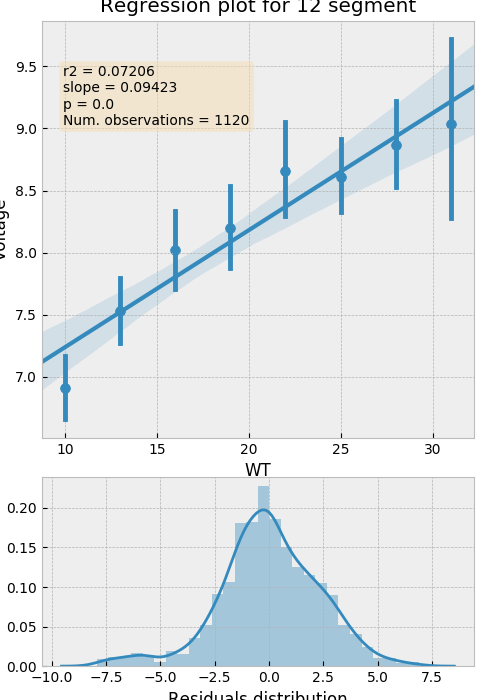 Regression plot for 12 segment
r2 = 0.07206
slope = 0.09423
p = 0.0
Num. observations = 1120
Voltage
9.5
9.0
8.5
8.0
7.5
7.0
10 15 20 25 30
WT
0.20
0.15
0.10
0.05
0.00
−10.0 −7.5 −5.0 −2.5 0.0 2.5 5.0 7.5
Residuals distribution